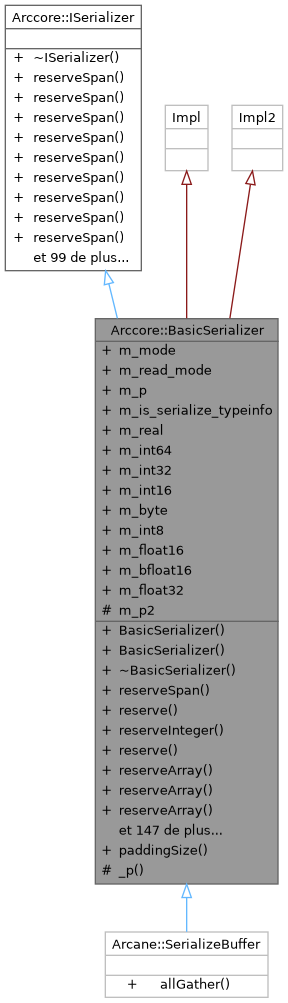 Arccore::ISerializer
+ ~ISerializer()
+ reserveSpan()
+ reserveSpan()
+ reserveSpan()
+ reserveSpan()
+ reserveSpan()
+ reserveSpan()
+ reserveSpan()
+ reserveSpan()
+ reserveSpan()
et 99 de plus...
Impl
Impl2
Arccore::BasicSerializer
+ m_mode
+ m_read_mode
+ m_p
+ m_is_serialize_typeinfo
+ m_real
+ m_int64
+ m_int32
+ m_int16
+ m_byte
+ m_int8
+ m_float16
+ m_bfloat16
+ m_float32
# m_p2
+ BasicSerializer()
+ BasicSerializer()
+ ~BasicSerializer()
+ reserveSpan()
+ reserve()
+ reserveInteger()
+ reserve()
+ reserveArray()
+ reserveArray()
+ reserveArray()
et 147 de plus...
+ paddingSize()
# _p()
Arcane::SerializeBuffer
+ allGather()